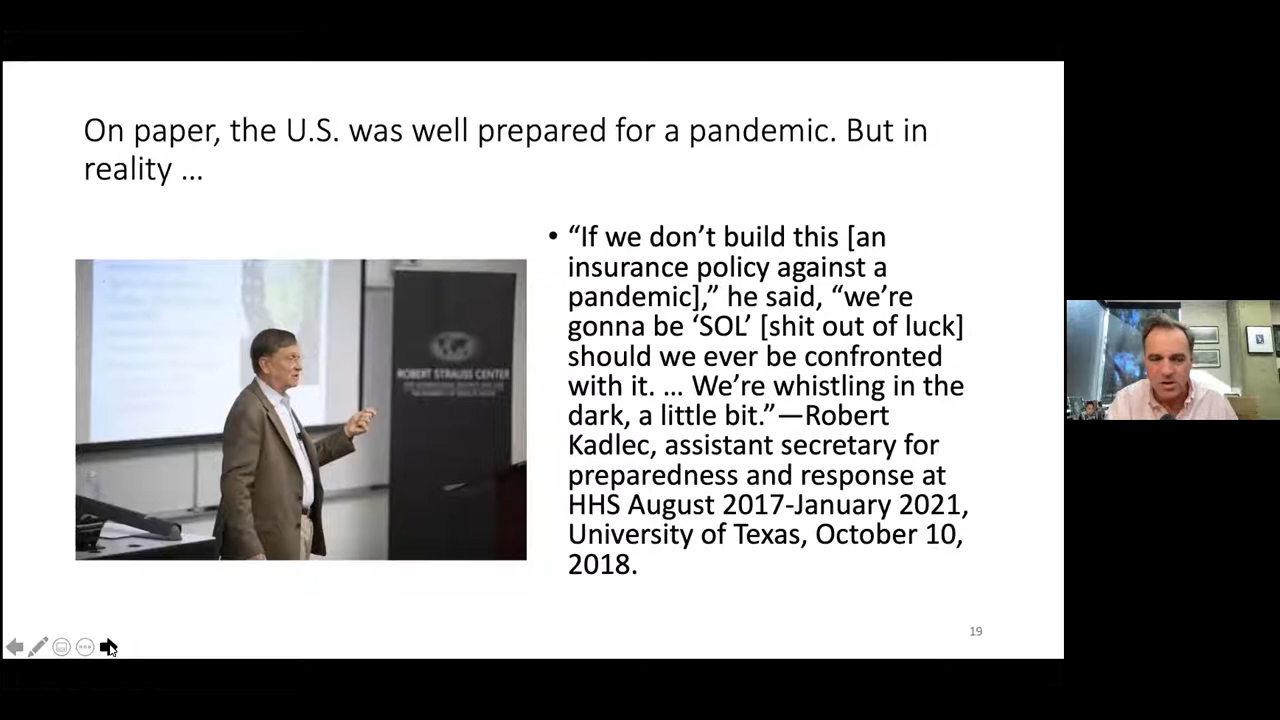 On paper, the U.S. was well prepared for a pandemic. But in
reality ...
• “If we don’t build this [an
insurance policy against a
pandemic],” he said, “we’re
gonna be ‘SOL’ [shit out of luck]
should we ever be confronted
with it. … We’re whistling in the
dark, a little bit.”—Robert
Kadlec, assistant secretary for
preparedness and response at
HHS August 2017-January 2021,
University of Texas, October 10,
2018.
ROBERT STRAUSS CENTER
19